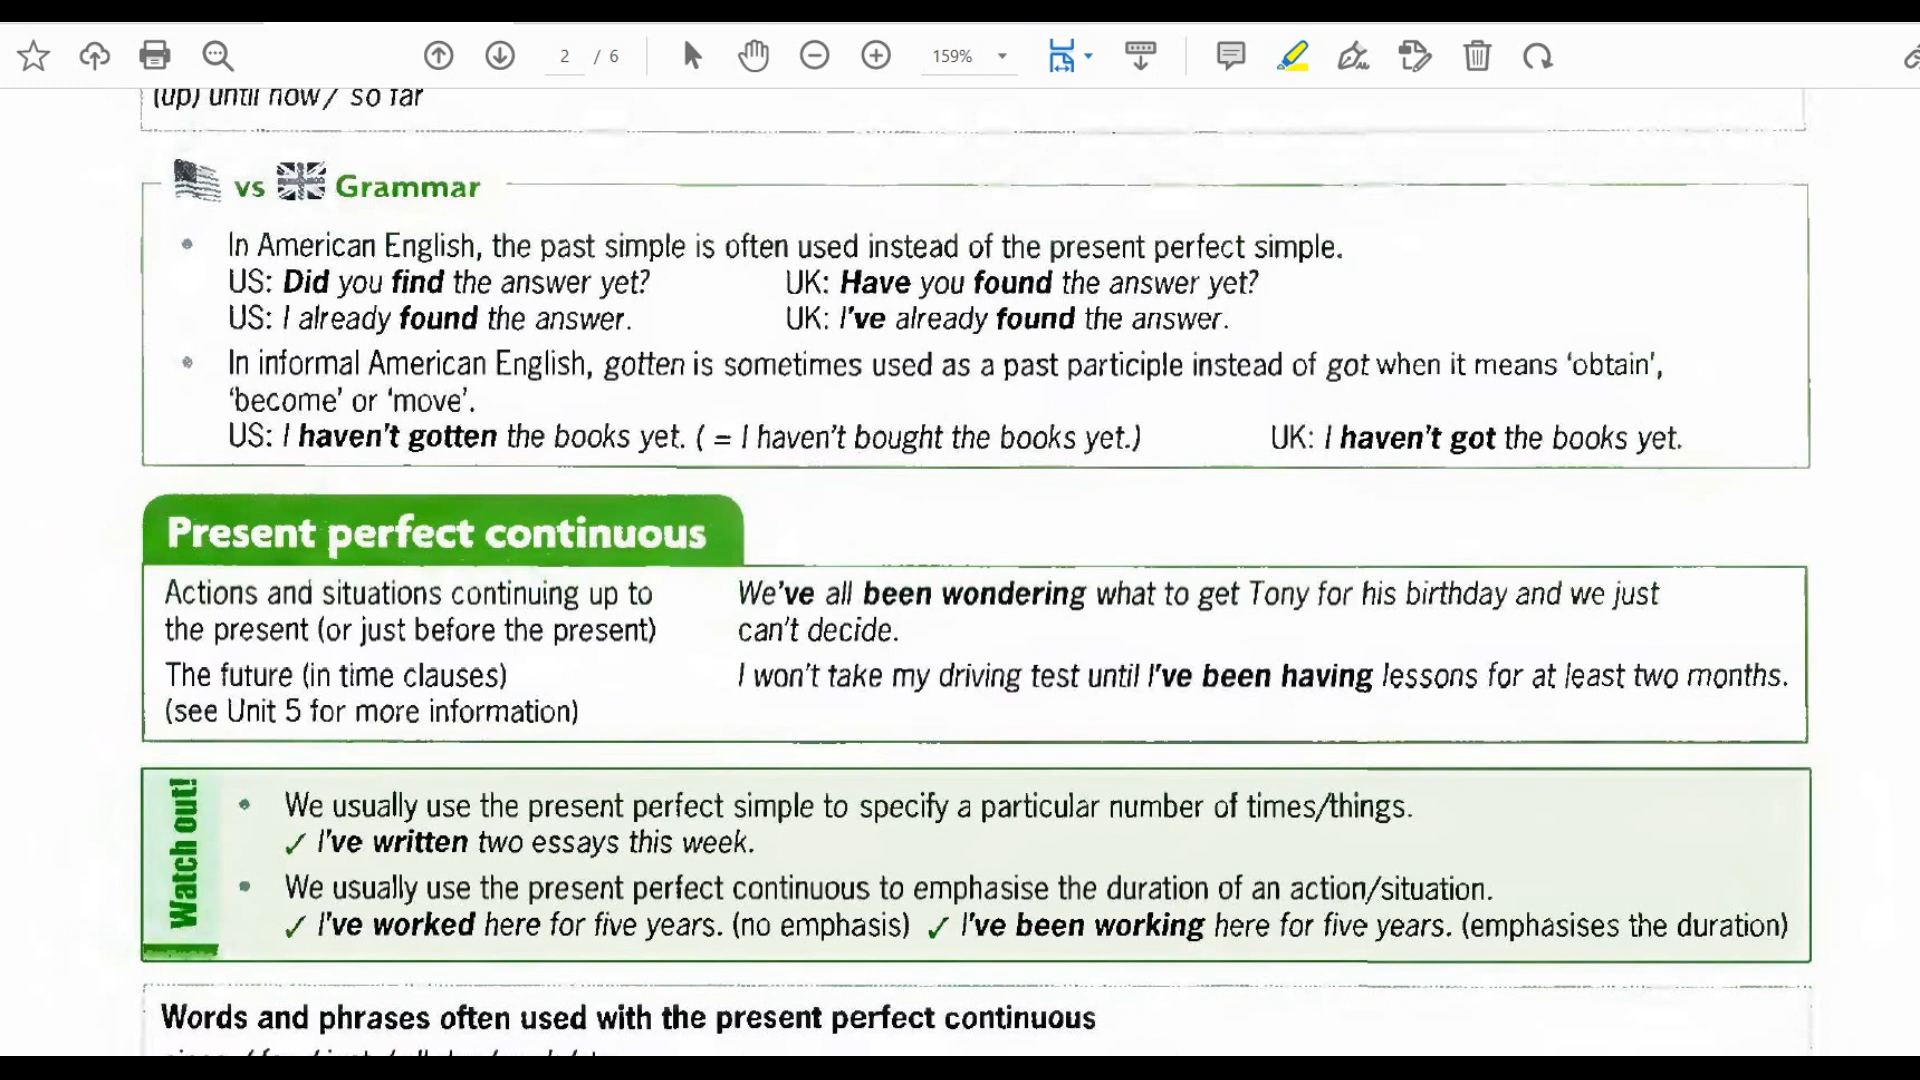 2 / 6
159%
(up) until now / so far
vs Grammar
• In American English, the past simple is often used instead of the present perfect simple.
US: Did you find the answer yet? UK: Have you found the answer yet?
US: I already found the answer. UK: I've already found the answer.
• In informal American English, gotten is sometimes used as a past participle instead of got when it means 'obtain',
'become' or 'move'.
US: I haven't gotten the books yet. ( = I haven't bought the books yet.) UK: I haven't got the books yet.
Present perfect continuous
Actions and situations continuing up to
the present (or just before the present)
We've all been wondering what to get Tony for his birthday and we just
can't decide.
The future (in time clauses)
(see Unit 5 for more information)
I won't take my driving test until I've been having lessons for at least two months.
Watch out!
• We usually use the present perfect simple to specify a particular number of times/things.
✓ I've written two essays this week.
• We usually use the present perfect continuous to emphasise the duration of an action/situation.
✓ I've worked here for five years. (no emphasis) ✓ I've been working here for five years. (emphasises the duration)
Words and phrases often used with the present perfect continuous